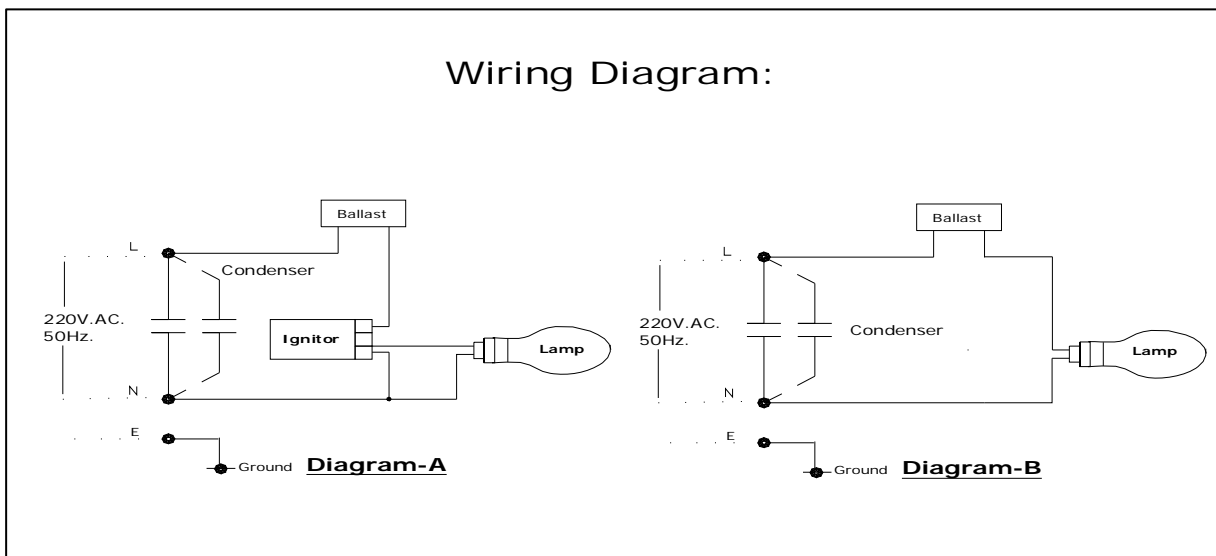 Wiring Diagram:
Ballast
L
Condenser
220V.AC.
50Hz.
Ignitor
Lamp
N
E
Ground
Diagram-A
Ballast
L
220V.AC.
50Hz.
Condenser
Lamp
N
E
Ground
Diagram-B